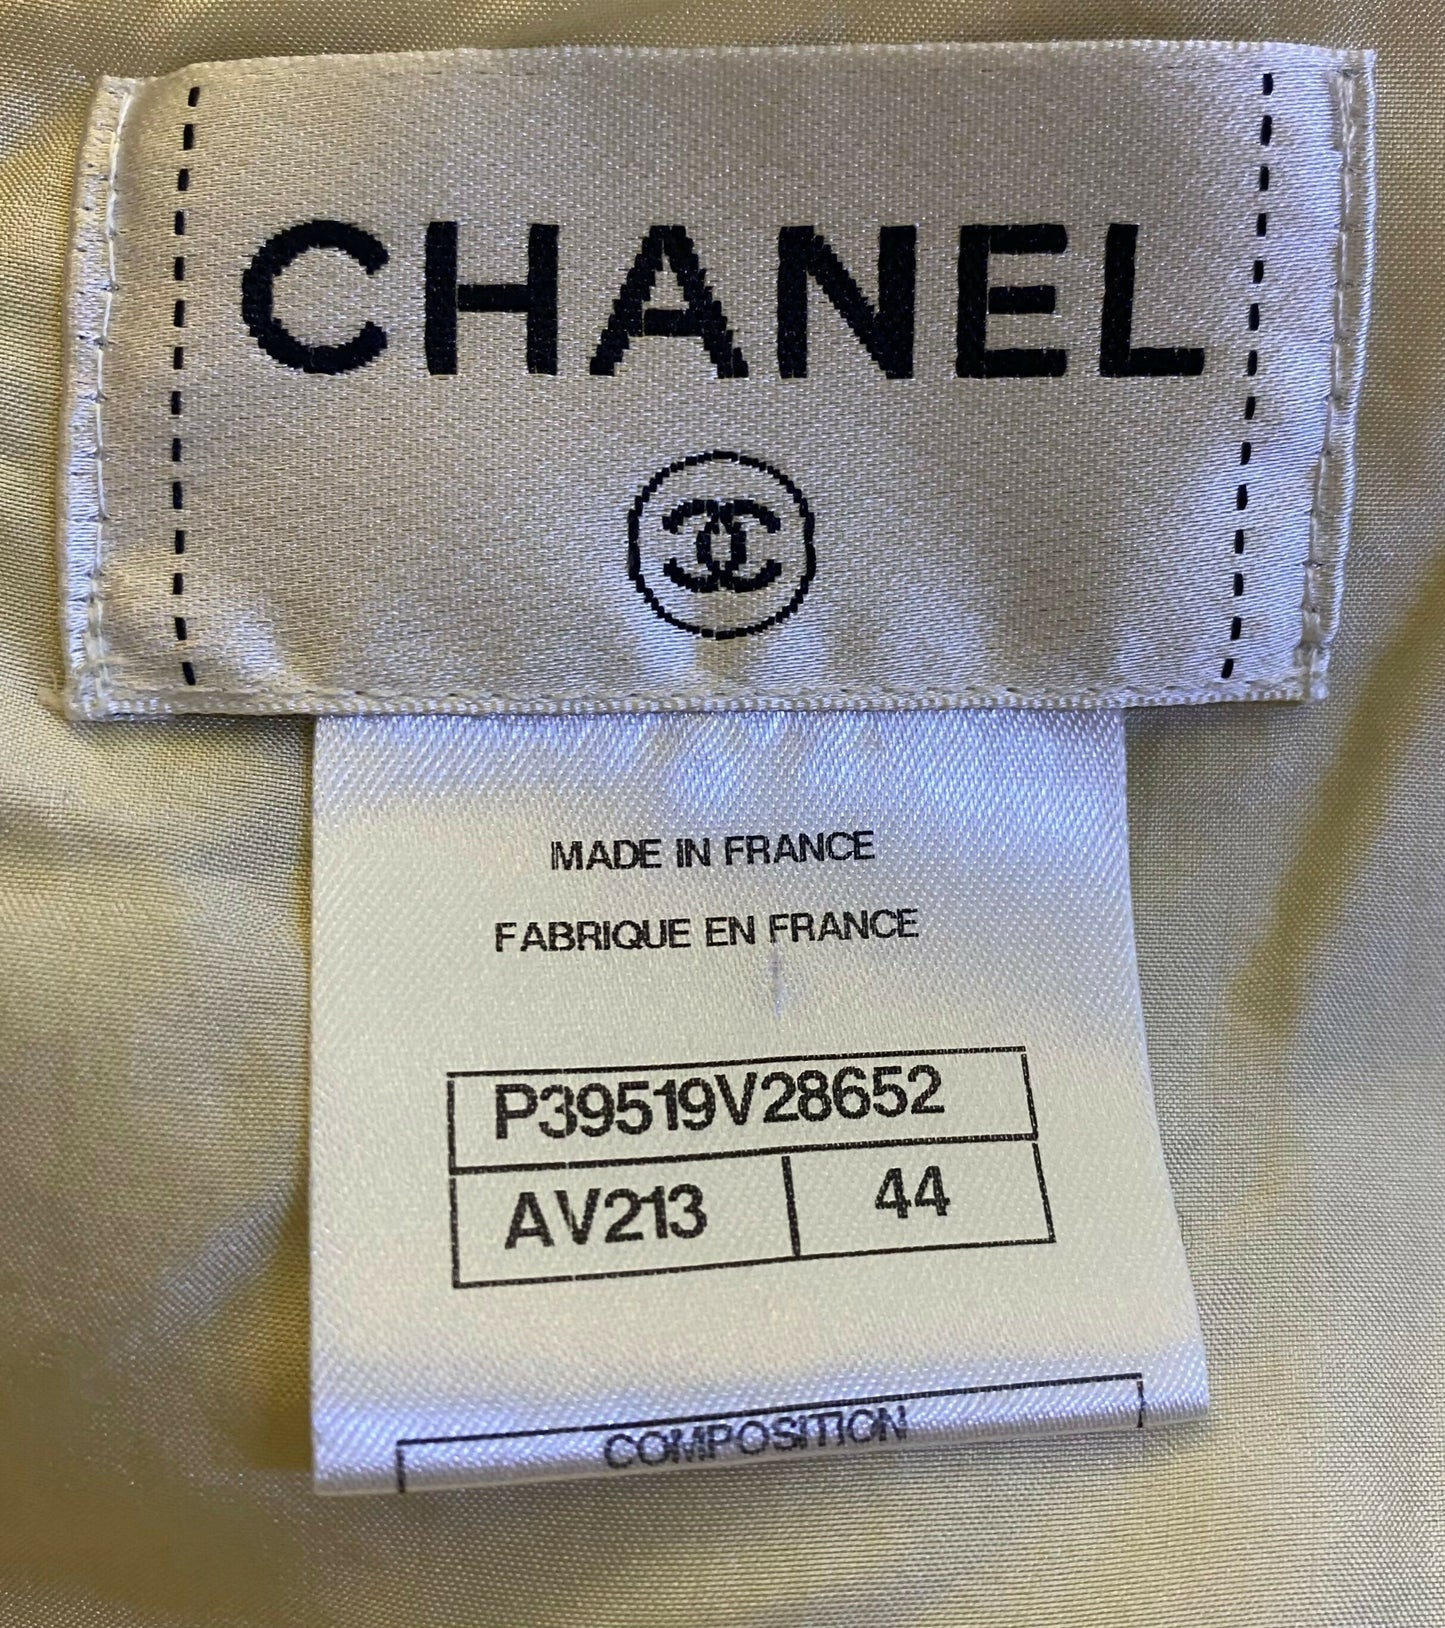 CHANEL
MADE IN FRANCE
FABRIQUE EN FRANCE
P39519V28652
AV213 44
COMPOSITION